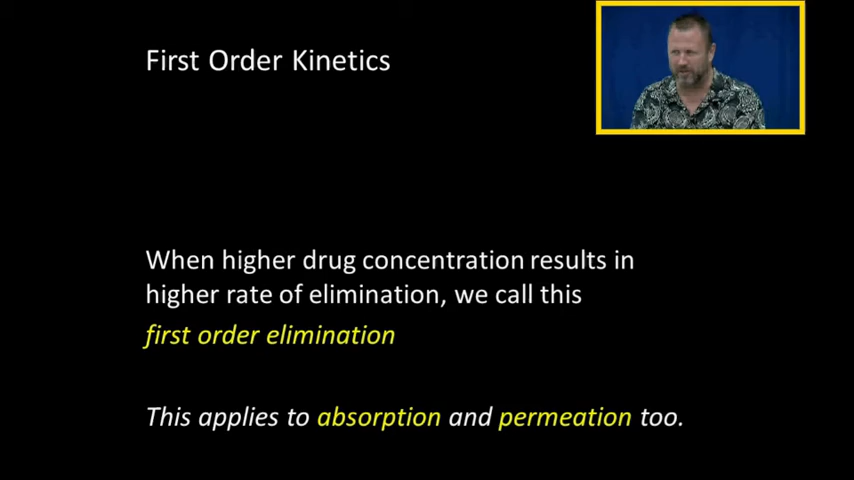 First Order Kinetics
When higher drug concentration results in
higher rate of elimination, we call this
first order elimination
This applies to absorption and permeation too.